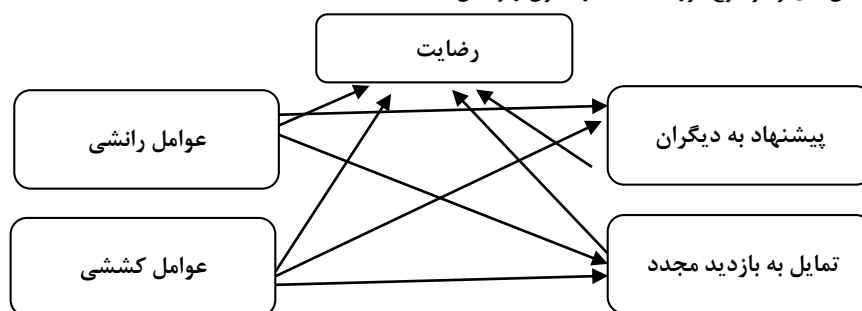 رضایت
عوامل رانشی
پیشنهاد به دیگران
عوامل کششی
تمایل به بازدید مجدد